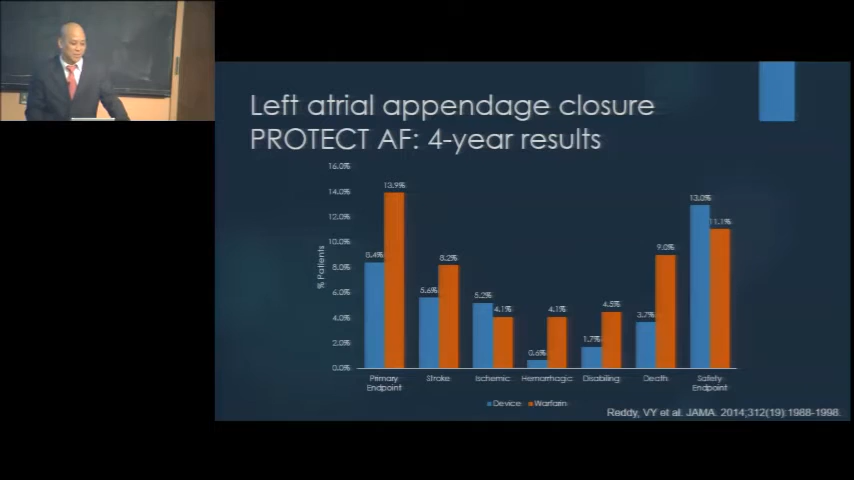 Left atrial appendage closure
PROTECT AF: 4-year results
16.0%
14.0%
12.0%
10.0%
8.0%
6.0%
4.0%
2.0%
0.0%
% Patients
8.4%
13.9%
5.6%
8.2%
5.2%
4.1%
0.6%
4.1%
1.7%
4.5%
3.7%
9.0%
13.0%
11.1%
Primary
Endpoint
Stroke
Ischemic
Hemorrhagic
Disabling
Death
Safety
Endpoint
Device
Warfarin
Reddy, VY et al. JAMA. 2014;312(19):1988-1998.